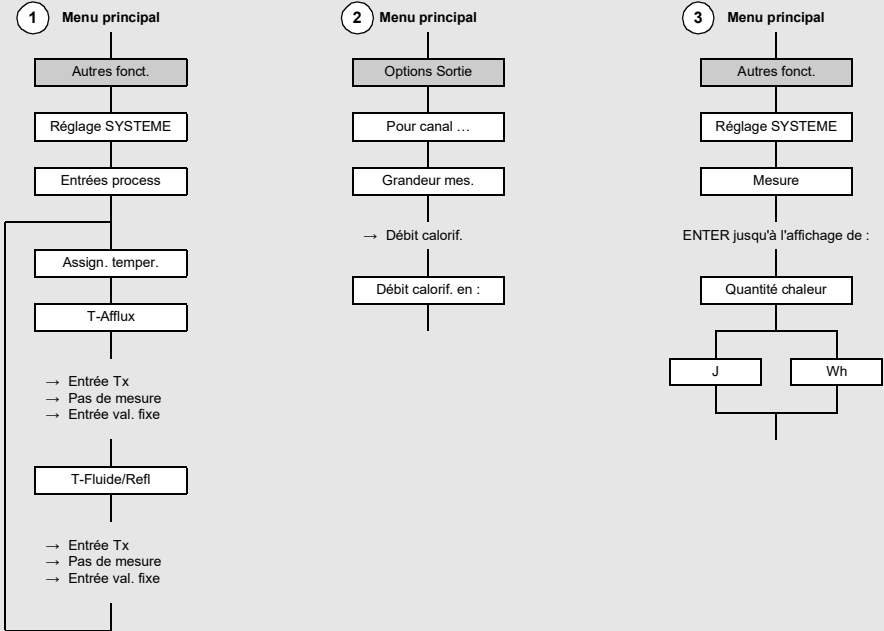 1 Menu principal
Autres fonct.
Réglage SYSTEME
Entrées process
Assign. temper.
T-Afflux
→ Entrée Tx
→ Pas de mesure
→ Entrée val. fixe
T-Fluide/Refl
→ Entrée Tx
→ Pas de mesure
→ Entrée val. fixe
2 Menu principal
Options Sortie
Pour canal …
Grandeur mes.
→ Débit calorif.
Débit calorif. en :
3 Menu principal
Autres fonct.
Réglage SYSTEME
Mesure
ENTER jusqu'à l'affichage de :
Quantité chaleur
J Wh